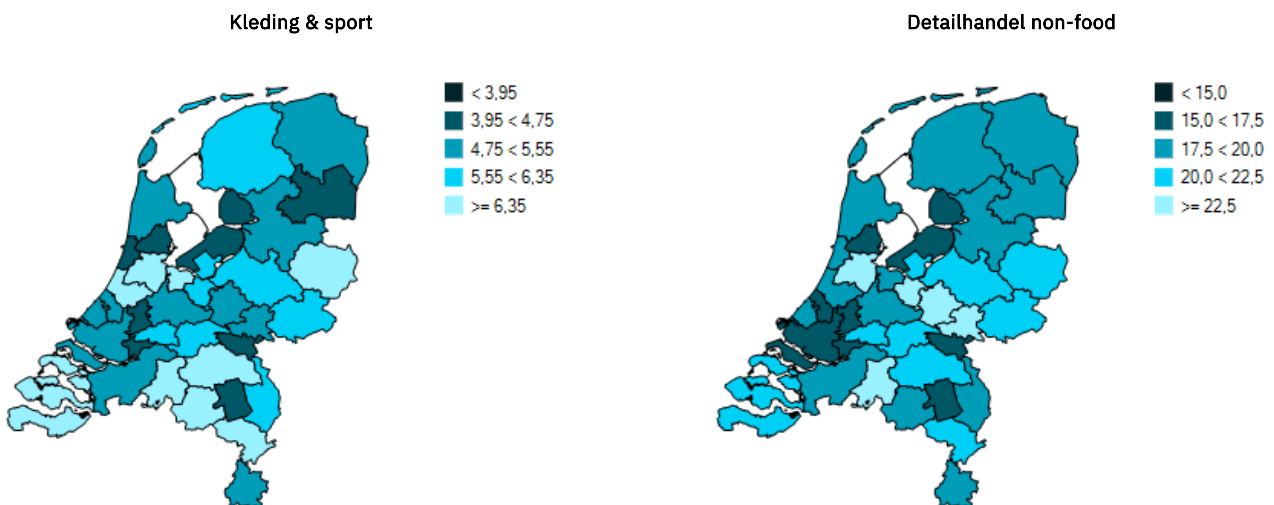 Kleding & sport
< 3,95
3,95 < 4,75
4,75 < 5,55
5,55 < 6,35
>= 6,35
Detailhandel non-food
< 15,0
15,0 < 17,5
17,5 < 20,0
20,0 < 22,5
>= 22,5